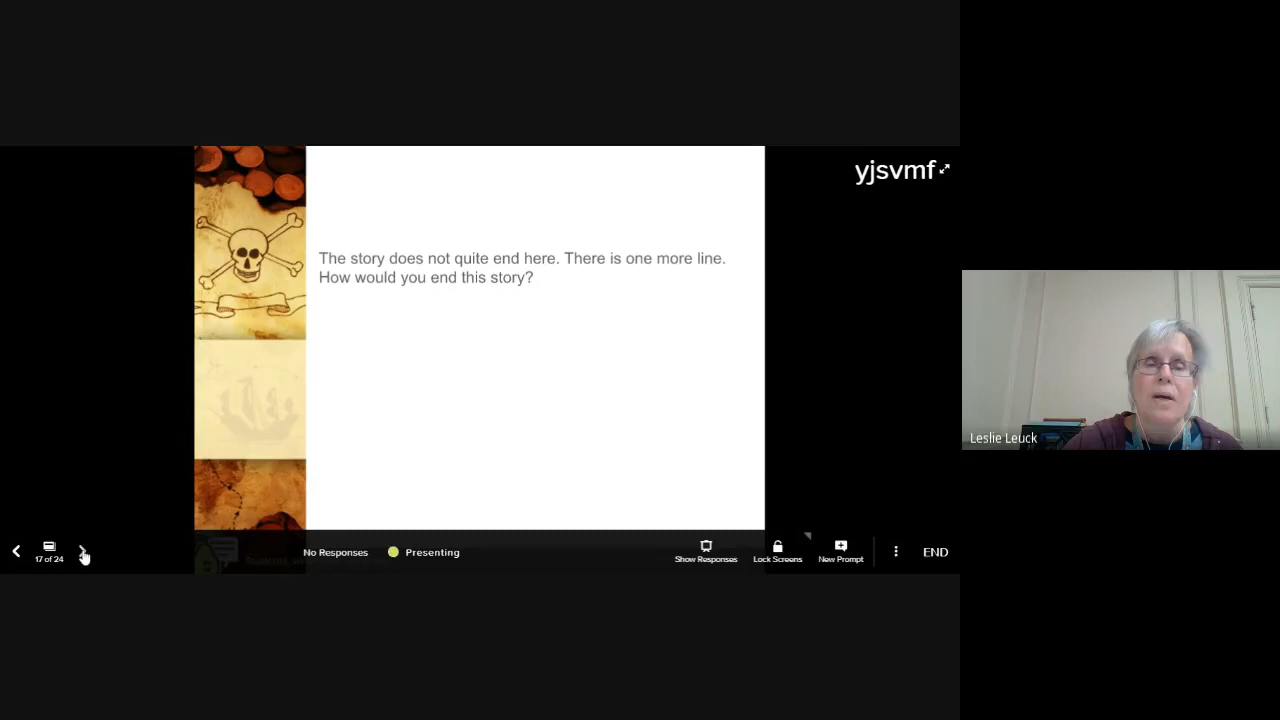 yjsvmf
The story does not quite end here. There is one more line.
How would you end this story?
Leslie Leuck
17 of 24
No Responses
Presenting
Show Responses
Lock Screens
New Prompt
END